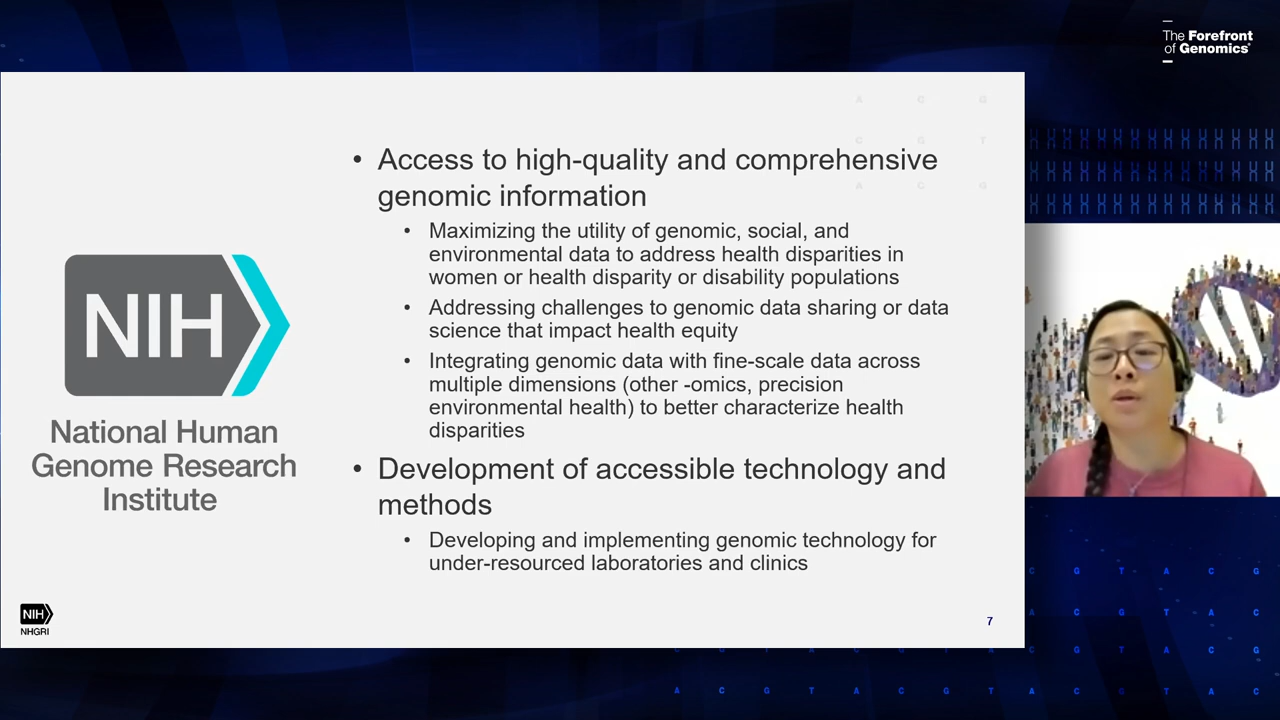 The Forefront
of Genomics®
A C G
C G T
A C G
• Access to high-quality and comprehensive
genomic information
• Maximizing the utility of genomic, social, and
environmental data to address health disparities in
women or health disparity or disability populations
• Addressing challenges to genomic data sharing or data
science that impact health equity
• Integrating genomic data with fine-scale data across
multiple dimensions (other -omics, precision
environmental health) to better characterize health
disparities
• Development of accessible technology and
methods
• Developing and implementing genomic technology for
under-resourced laboratories and clinics
NIH
National Human
Genome Research
Institute
NIH
NHGRI
7
C G T A C G
A C G T A C
C G T A C G T A C G T A C G
A C G T A C G T A C G T A C